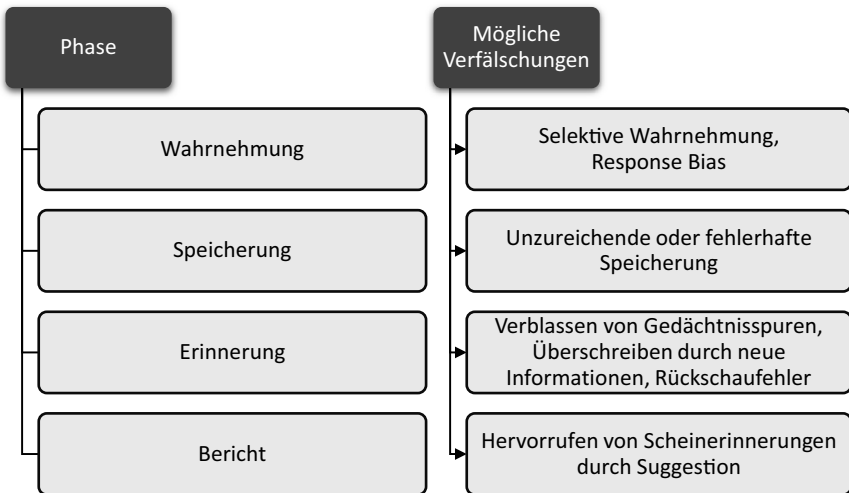 Phase
Mögliche
Verfälschungen
Wahrnehmung
Selektive Wahrnehmung,
Response Bias
Speicherung
Unzureichende oder fehlerhafte
Speicherung
Erinnerung
Verblassen von Gedächtnisspuren,
Überschreiben durch neue
Informationen, Rückschaufehler
Bericht
Hervorrufen von Scheinerinnerungen
durch Suggestion